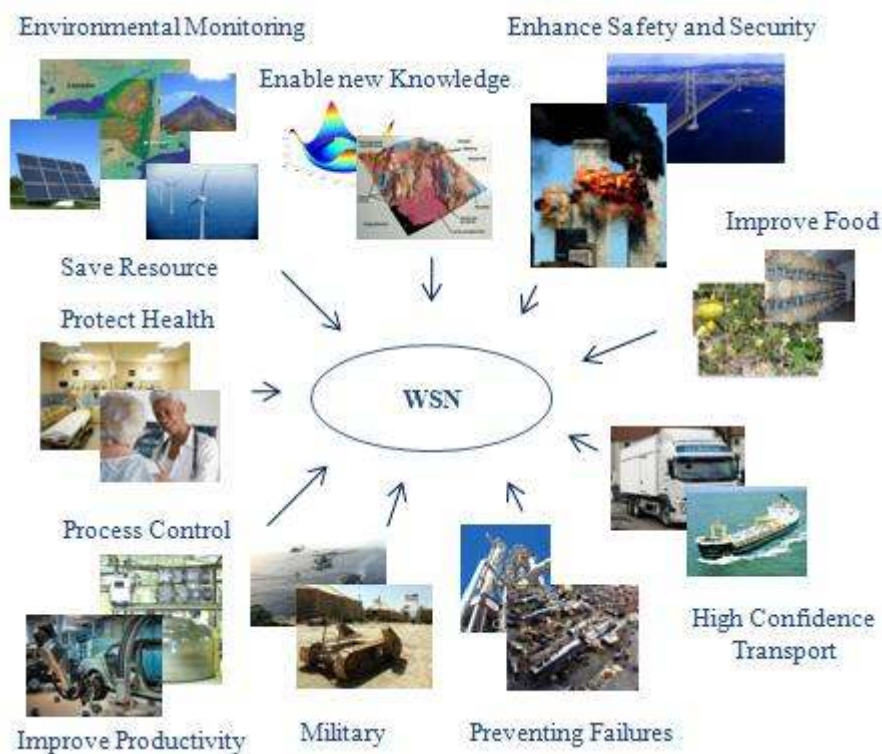 Environmental Monitoring
Enhance Safety and Security
Enable new Knowledge
Improve Food
Save Resource
Protect Health
WSN
Process Control
High Confidence
Transport
Improve Productivity
Military
Preventing Failures